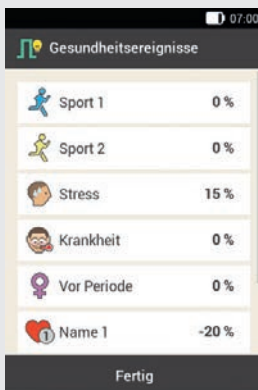 07:00
Gesundheitsereignisse
Sport 1 0 %
Sport 2 0 %
Stress 15 %
Krankheit 0 %
Vor Periode 0 %
1 Name 1 -20 %
Fertig